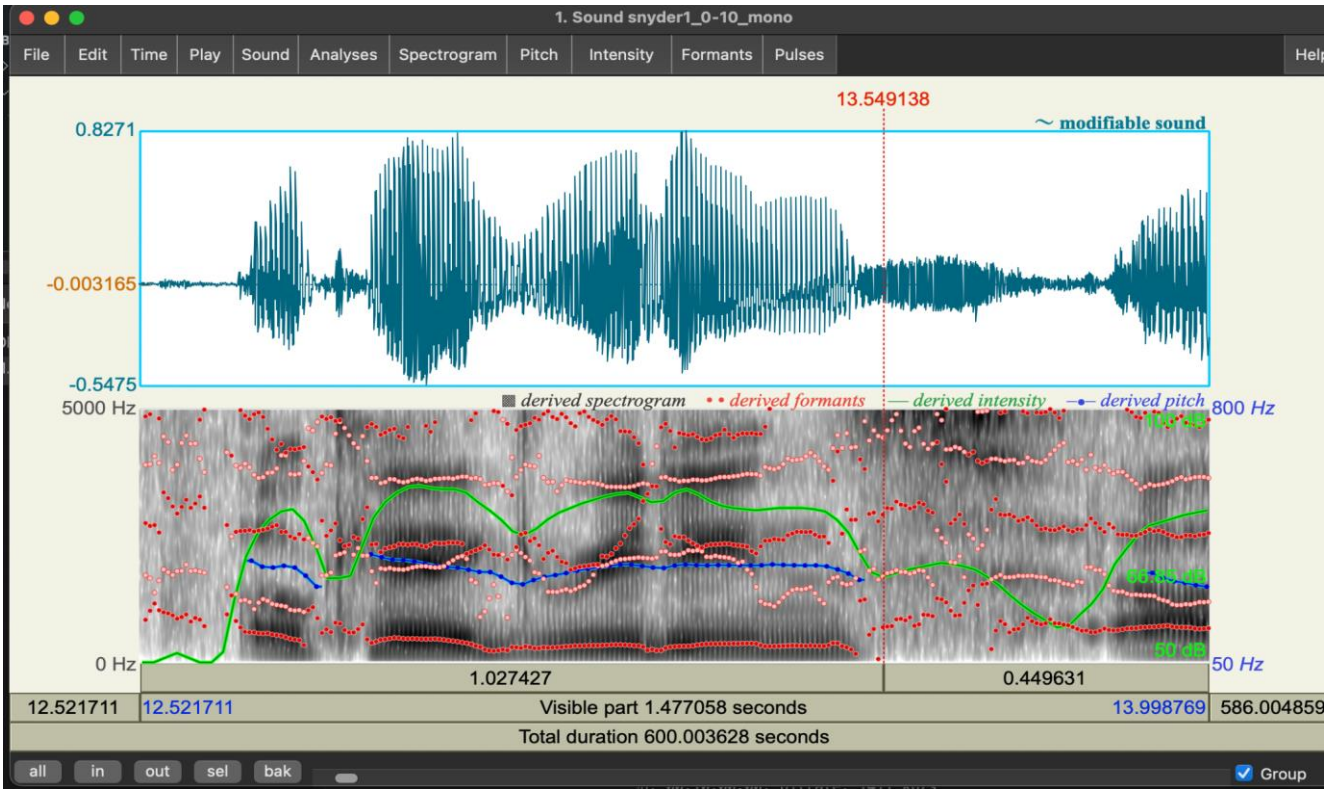 1. Sound snyder1_0-10_mono
File Edit Time Play Sound Analyses Spectrogram Pitch Intensity Formants Pulses Help
13.549138
0.8271
~ modifiable sound
-0.003165
-0.5475
derived spectrogram derived formants derived intensity derived pitch
5000 Hz
100 dB
800 Hz
50 dB
0 Hz
50 Hz
1.027427 0.449631
12.521711 12.521711 Visible part 1.477058 seconds 13.998769 586.004859
Total duration 600.003628 seconds
all in out sel bak Group